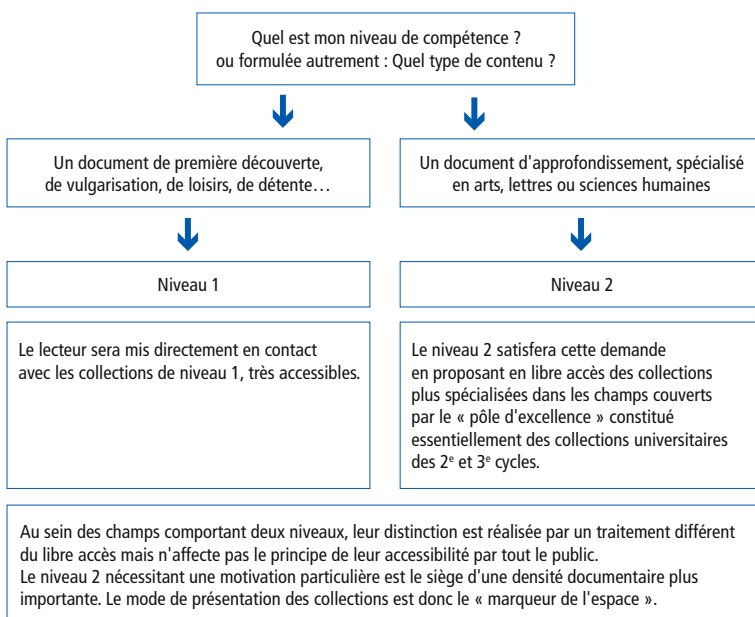 Quel est mon niveau de compétence ?
ou formulée autrement : Quel type de contenu ?
Un document de première découverte,
de vulgarisation, de loisirs, de détente…
Un document d'approfondissement, spécialisé
en arts, lettres ou sciences humaines
Niveau 1
Niveau 2
Le lecteur sera mis directement en contact
avec les collections de niveau 1, très accessibles.
Le niveau 2 satisfera cette demande
en proposant en libre accès des collections
plus spécialisées dans les champs couverts
par le « pôle d'excellence » constitué
essentiellement des collections universitaires
des 2e et 3e cycles.
Au sein des champs comportant deux niveaux, leur distinction est réalisée par un traitement différent
du libre accès mais n'affecte pas le principe de leur accessibilité par tout le public.
Le niveau 2 nécessitant une motivation particulière est le siège d'une densité documentaire plus
importante. Le mode de présentation des collections est donc le « marqueur de l'espace ».